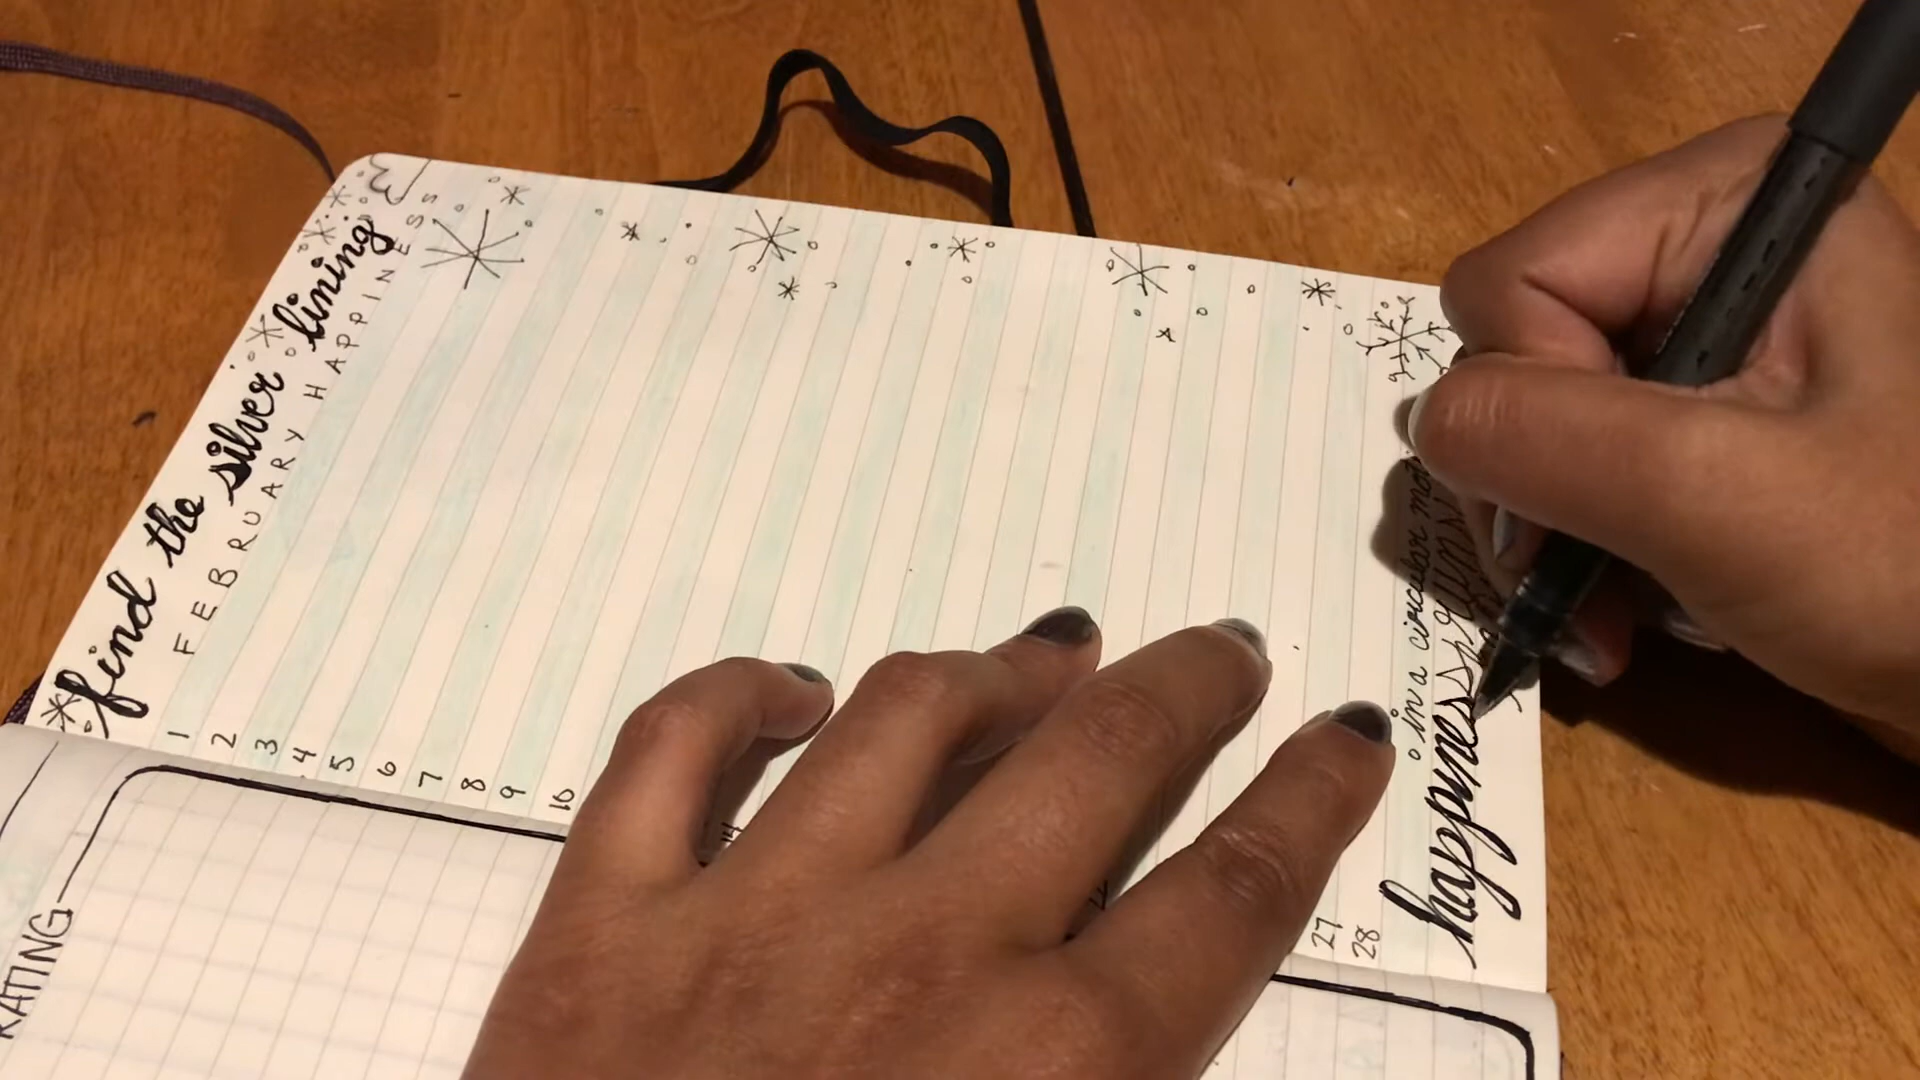 find the silver lining
FEBRUARY HAPPINESS
1
2
3
4
5
6
7
8
9
10
14
27
28
in a circular
happiness
RATING